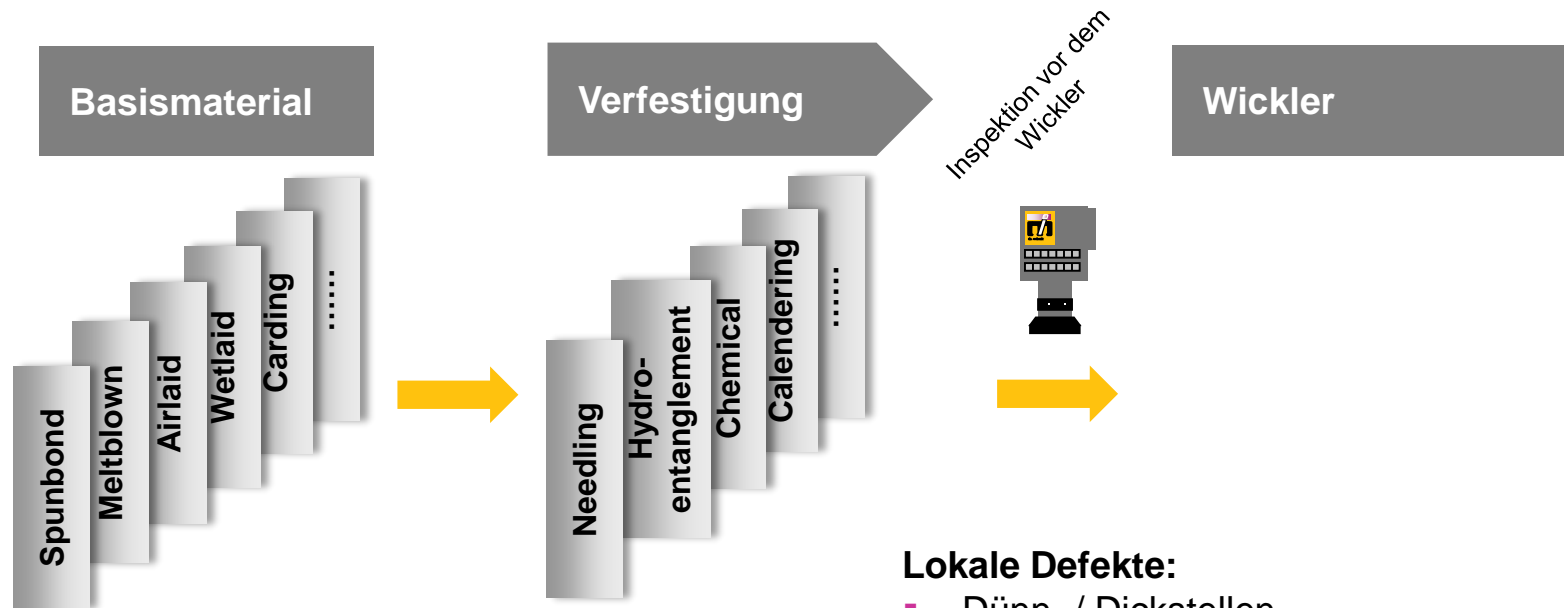 Basismaterial
Verfestigung
Inspektion vor dem
Wickler
Wickler
Spunbond
Meltblown
Airlaid
Wetlaid
Carding
......
Needling
Hydro-
entanglement
Chemical
Calendering
......
Lokale Defekte: